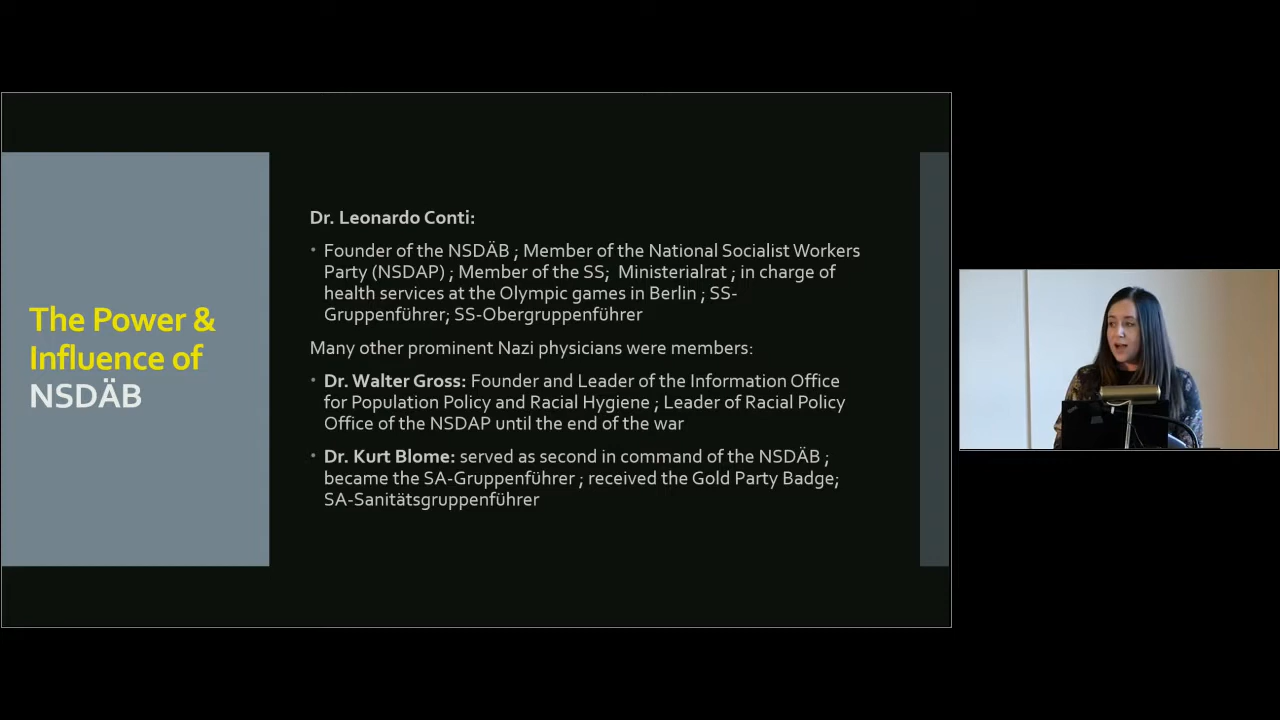 The Power &
Influence of
NSDÄB
Dr. Leonardo Conti:
• Founder of the NSDÄB ; Member of the National Socialist Workers
Party (NSDAP) ; Member of the SS; Ministerialrat ; in charge of
health services at the Olympic games in Berlin ; SS-
Gruppenführer; SS-Obergruppenführer
Many other prominent Nazi physicians were members:
• Dr. Walter Gross: Founder and Leader of the Information Office
for Population Policy and Racial Hygiene ; Leader of Racial Policy
Office of the NSDAP until the end of the war
• Dr. Kurt Blome: served as second in command of the NSDÄB ;
became the SA-Gruppenführer ; received the Gold Party Badge;
SA-Sanitätsgruppenführer